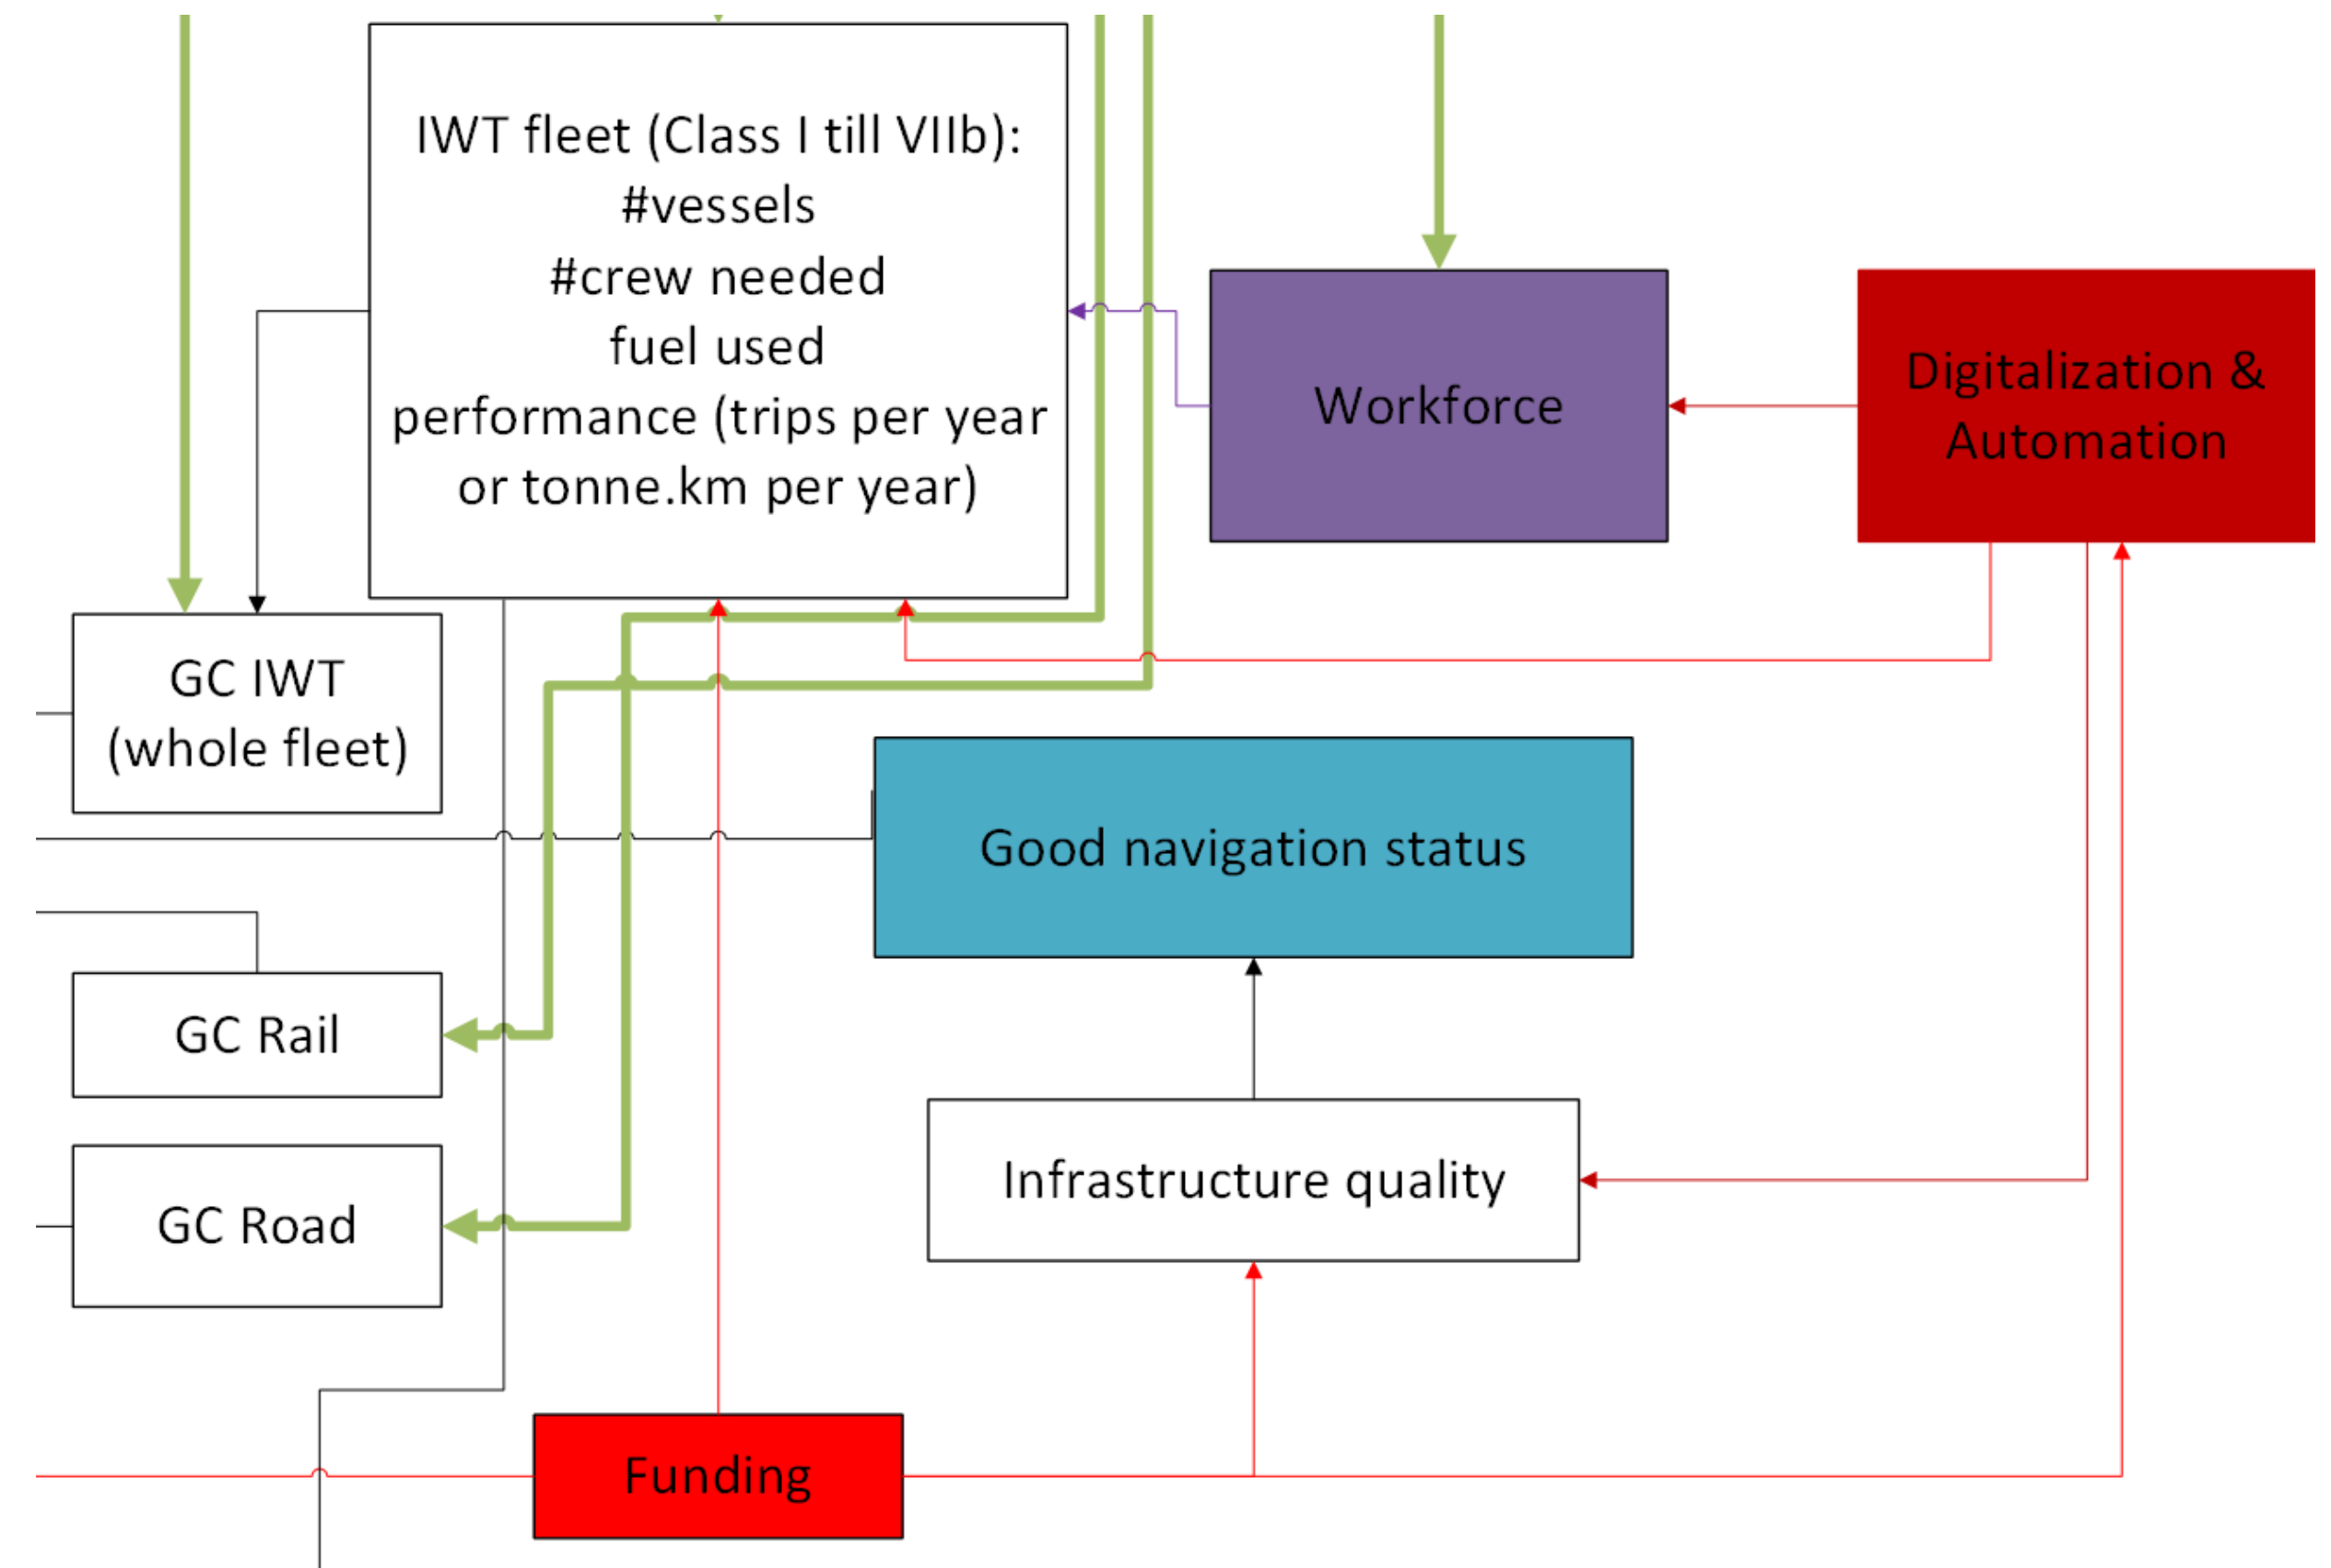 IWT fleet (Class I till VIIb):
#vessels
#crew needed
fuel used
performance (trips per year
or tonne.km per year)
Workforce
Digitalization &
Automation
GC IWT
(whole fleet)
Good navigation status
GC Rail
Infrastructure quality
GC Road
Funding